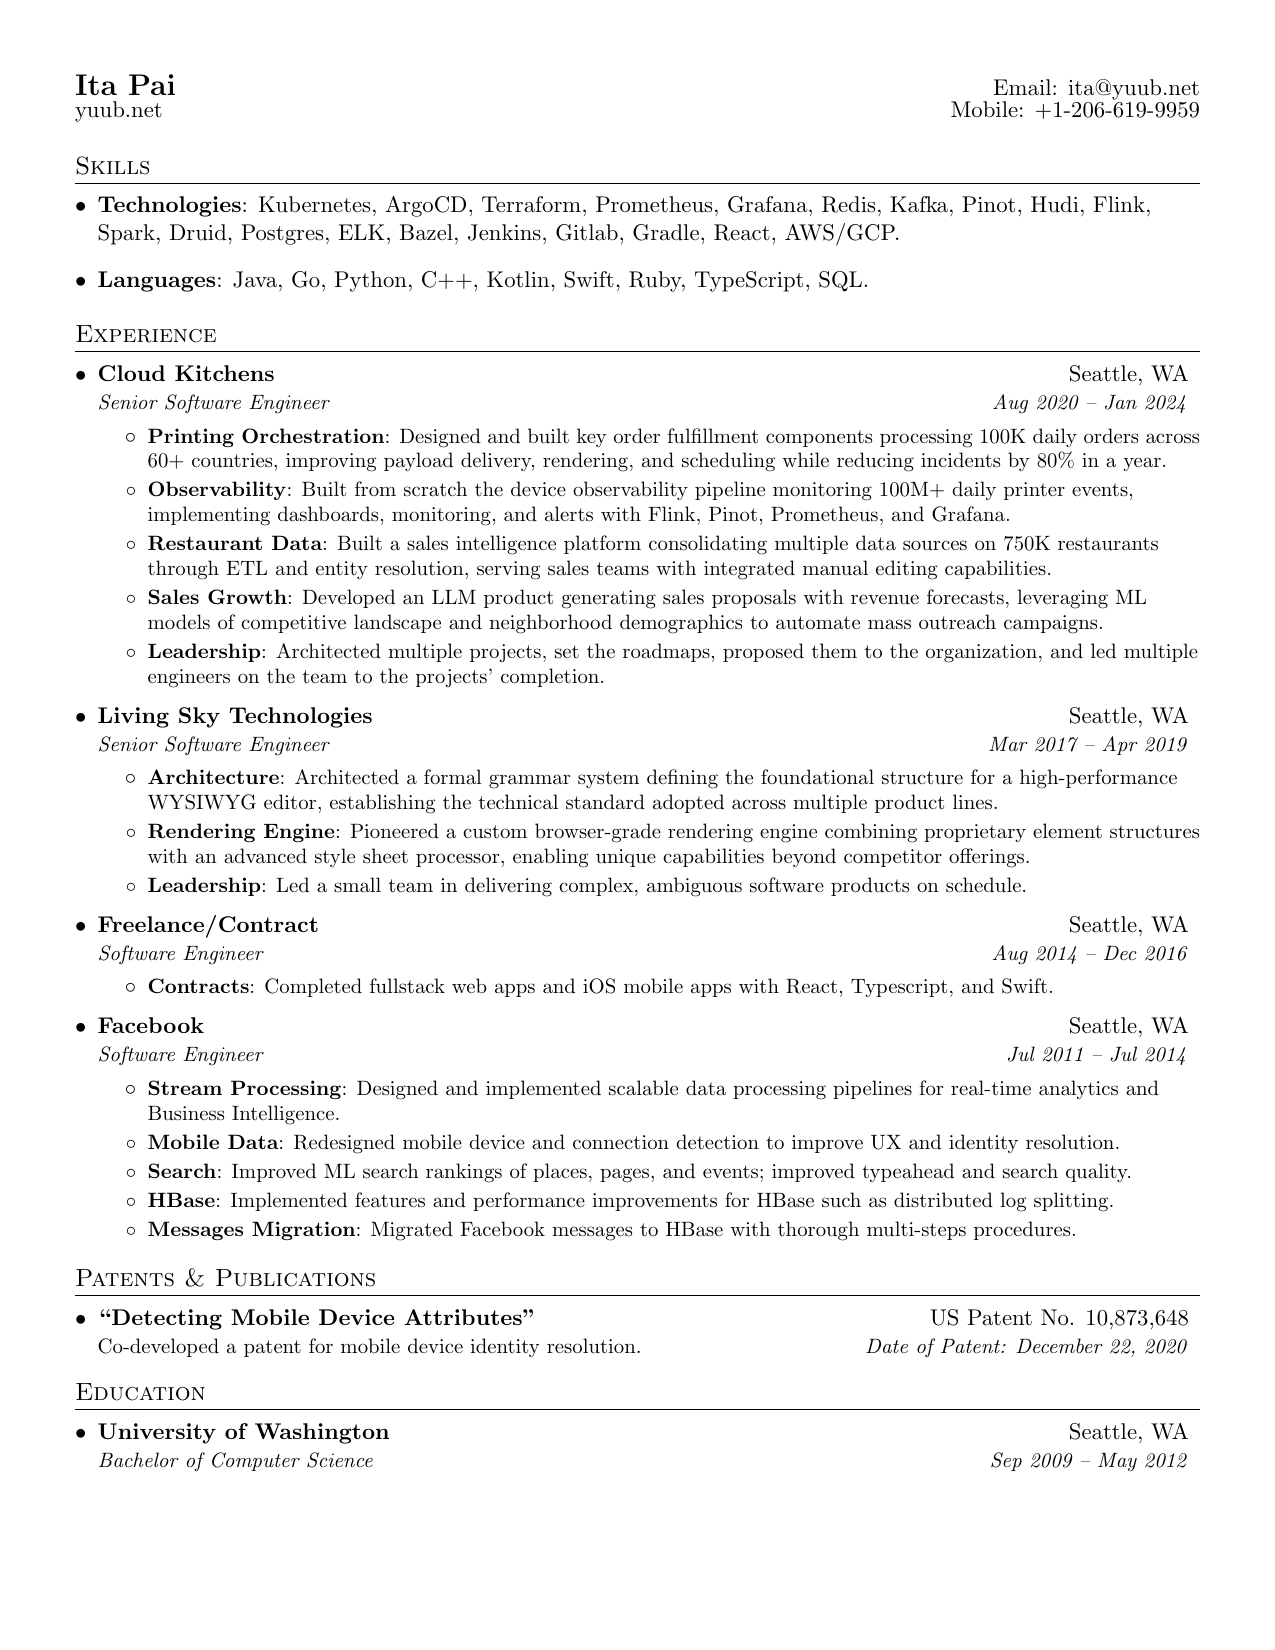 Ita Pai
Email: ita@yuub.net
yuub.net
Mobile: +1-206-619-9959
Skills
• Technologies: Kubernetes, ArgoCD, Terraform, Prometheus, Grafana, Redis, Kafka, Pinot, Hudi, Flink,
Spark, Druid, Postgres, ELK, Bazel, Jenkins, Gitlab, Gradle, React, AWS/GCP.
• Languages: Java, Go, Python, C++, Kotlin, Swift, Ruby, TypeScript, SQL.
Experience
• Cloud Kitchens Seattle, WA
Senior Software Engineer Aug 2020 – Jan 2024
◦ Printing Orchestration: Designed and built key order fulfillment components processing 100K daily orders across
60+ countries, improving payload delivery, rendering, and scheduling while reducing incidents by 80% in a year.
◦ Observability: Built from scratch the device observability pipeline monitoring 100M+ daily printer events,
implementing dashboards, monitoring, and alerts with Flink, Pinot, Prometheus, and Grafana.
◦ Restaurant Data: Built a sales intelligence platform consolidating multiple data sources on 750K restaurants
through ETL and entity resolution, serving sales teams with integrated manual editing capabilities.
◦ Sales Growth: Developed an LLM product generating sales proposals with revenue forecasts, leveraging ML
models of competitive landscape and neighborhood demographics to automate mass outreach campaigns.
◦ Leadership: Architected multiple projects, set the roadmaps, proposed them to the organization, and led multiple
engineers on the team to the projects' completion.
• Living Sky Technologies Seattle, WA
Senior Software Engineer Mar 2017 – Apr 2019
◦ Architecture: Architected a formal grammar system defining the foundational structure for a high-performance
WYSIWYG editor, establishing the technical standard adopted across multiple product lines.
◦ Rendering Engine: Pioneered a custom browser-grade rendering engine combining proprietary element structures
with an advanced style sheet processor, enabling unique capabilities beyond competitor offerings.
◦ Leadership: Led a small team in delivering complex, ambiguous software products on schedule.
• Freelance/Contract Seattle, WA
Software Engineer Aug 2014 – Dec 2016
◦ Contracts: Completed fullstack web apps and iOS mobile apps with React, Typescript, and Swift.
• Facebook Seattle, WA
Software Engineer Jul 2011 – Jul 2014
◦ Stream Processing: Designed and implemented scalable data processing pipelines for real-time analytics and
Business Intelligence.
◦ Mobile Data: Redesigned mobile device and connection detection to improve UX and identity resolution.
◦ Search: Improved ML search rankings of places, pages, and events; improved typeahead and search quality.
◦ HBase: Implemented features and performance improvements for HBase such as distributed log splitting.
◦ Messages Migration: Migrated Facebook messages to HBase with thorough multi-steps procedures.
Patents & Publications
• “Detecting Mobile Device Attributes” US Patent No. 10,873,648
Co-developed a patent for mobile device identity resolution. Date of Patent: December 22, 2020
Education
• University of Washington Seattle, WA
Bachelor of Computer Science Sep 2009 – May 2012